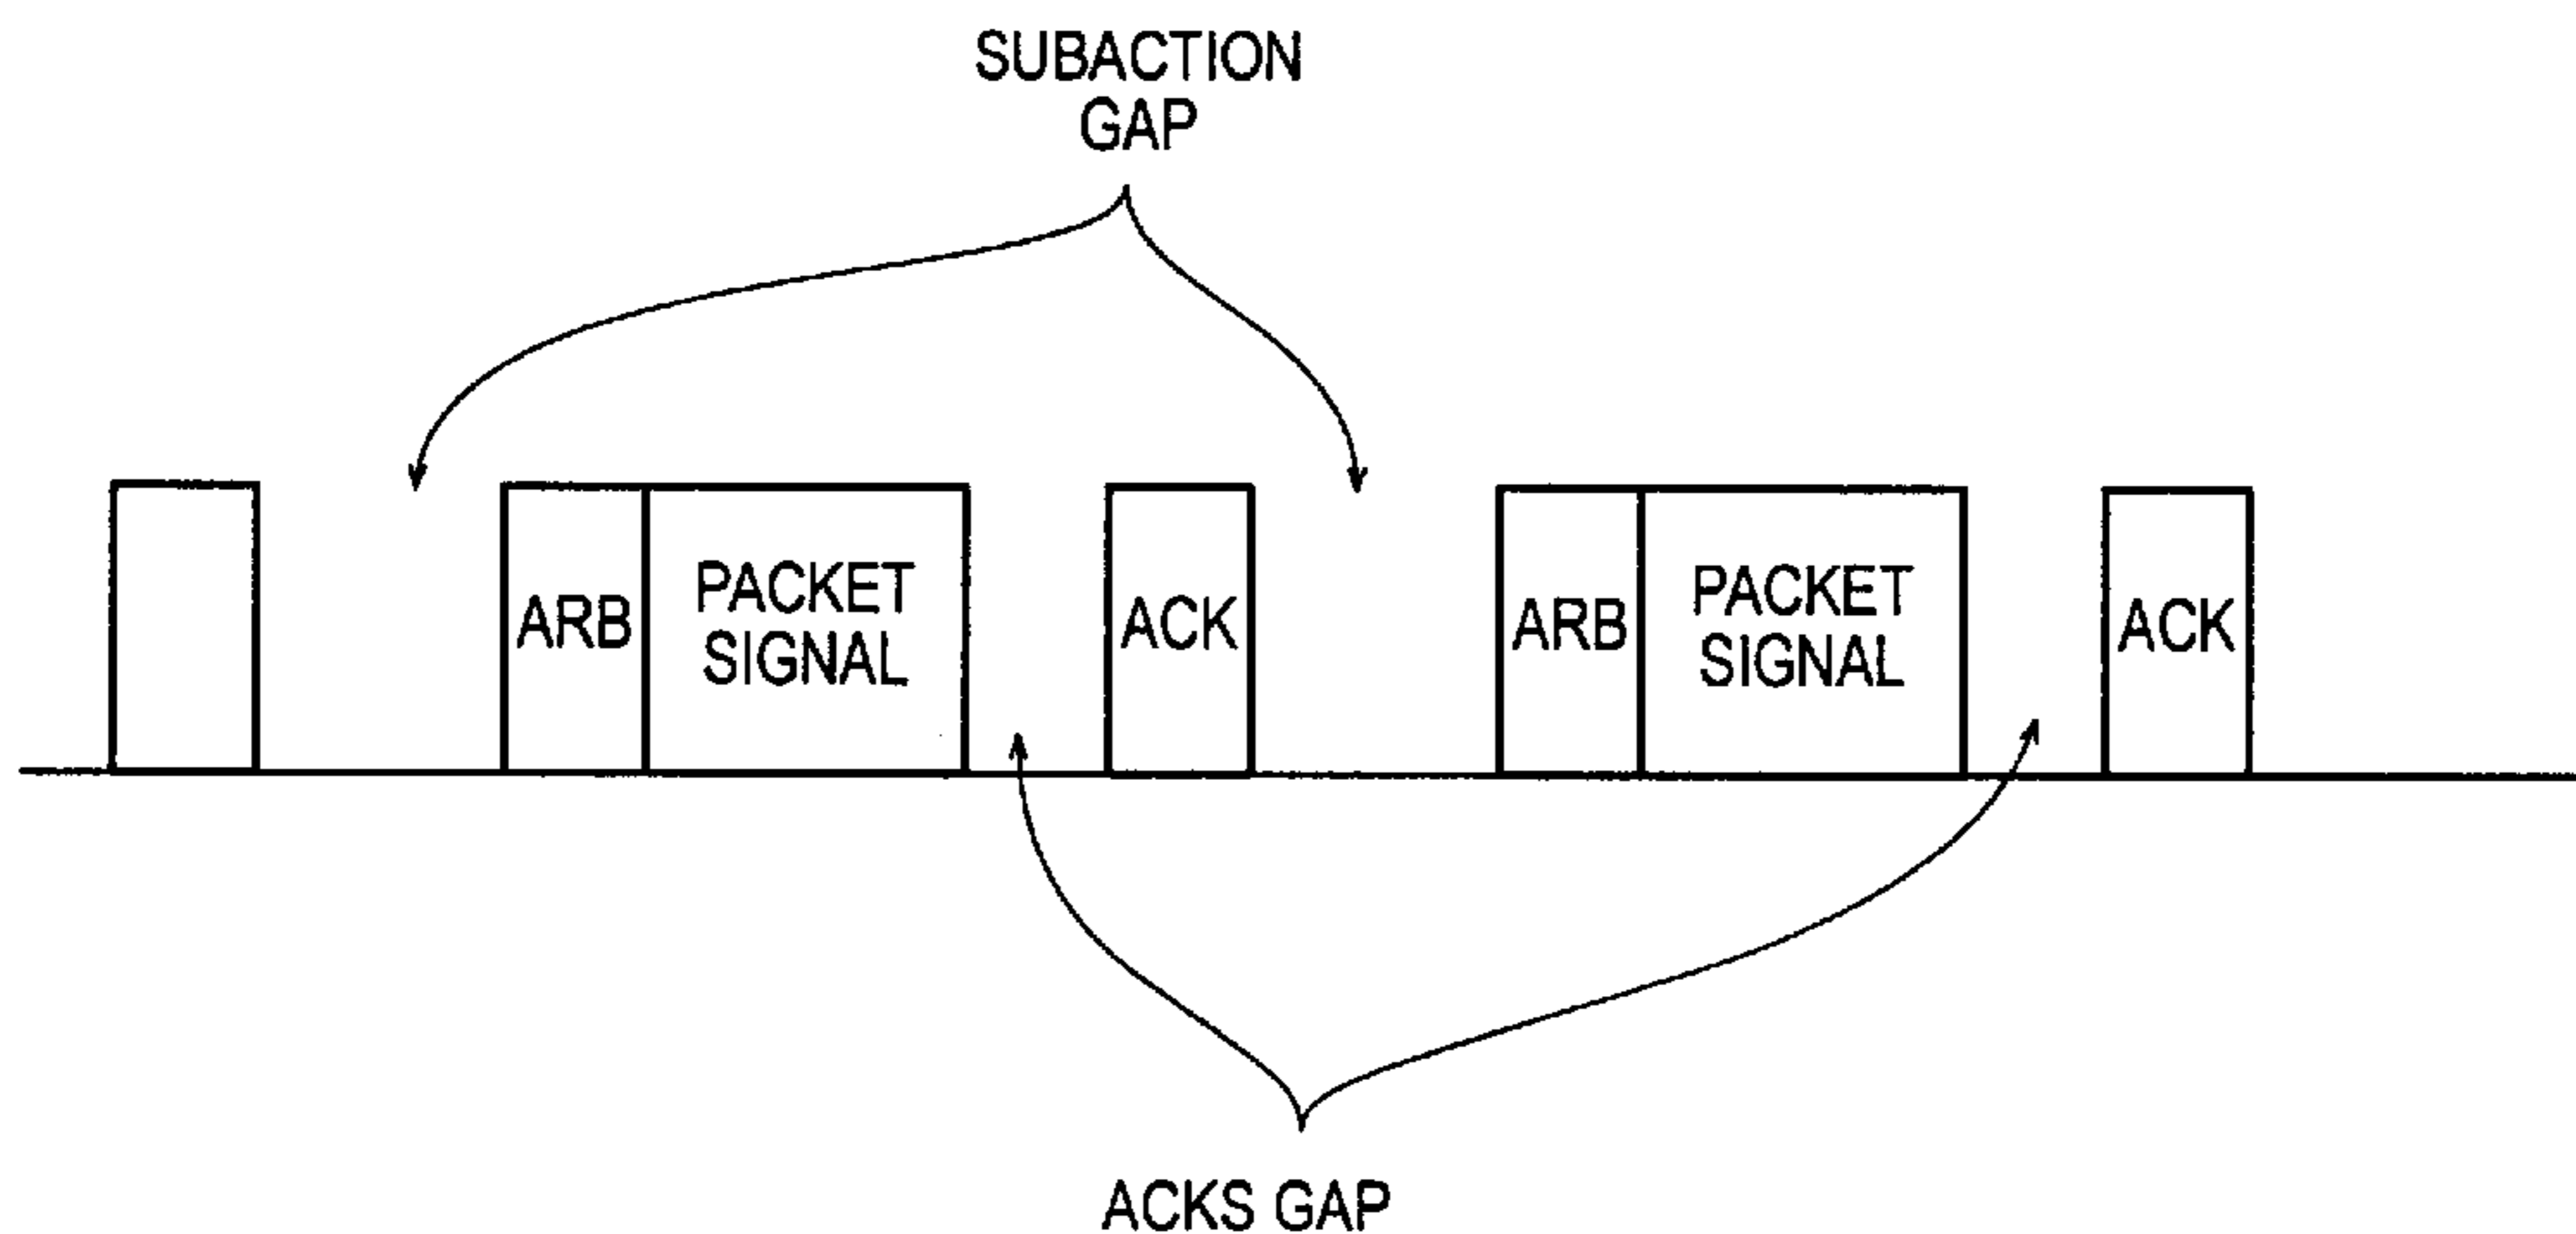 SUBACTION
GAP
ARB
PACKET
SIGNAL
ACK
ARB
PACKET
SIGNAL
ACK
ACKS GAP